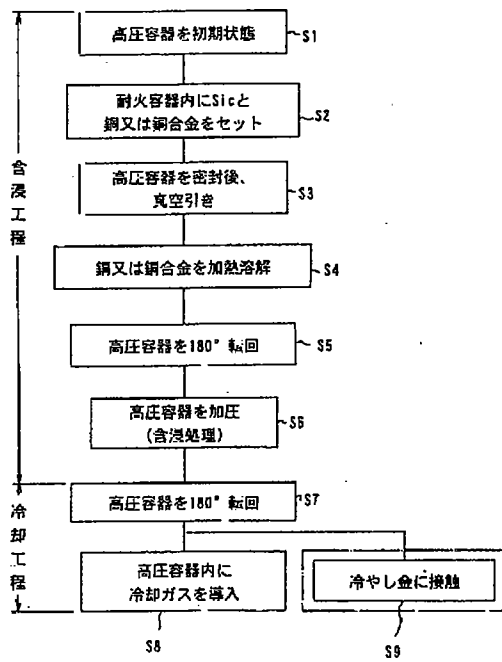 高圧容器を初期状態
S1
耐火容器内にSicと
銅又は銅合金をセット
S2
高圧容器を密封後、
真空引き
S3
含浸工程
銅又は銅合金を加熱溶解
S4
高圧容器を180°転回
S5
高圧容器を加圧
(含浸処理)
S6
高圧容器を180°転回
S7
冷却工程
高圧容器内に
冷却ガスを導入
S8
冷やし金に接触
S9